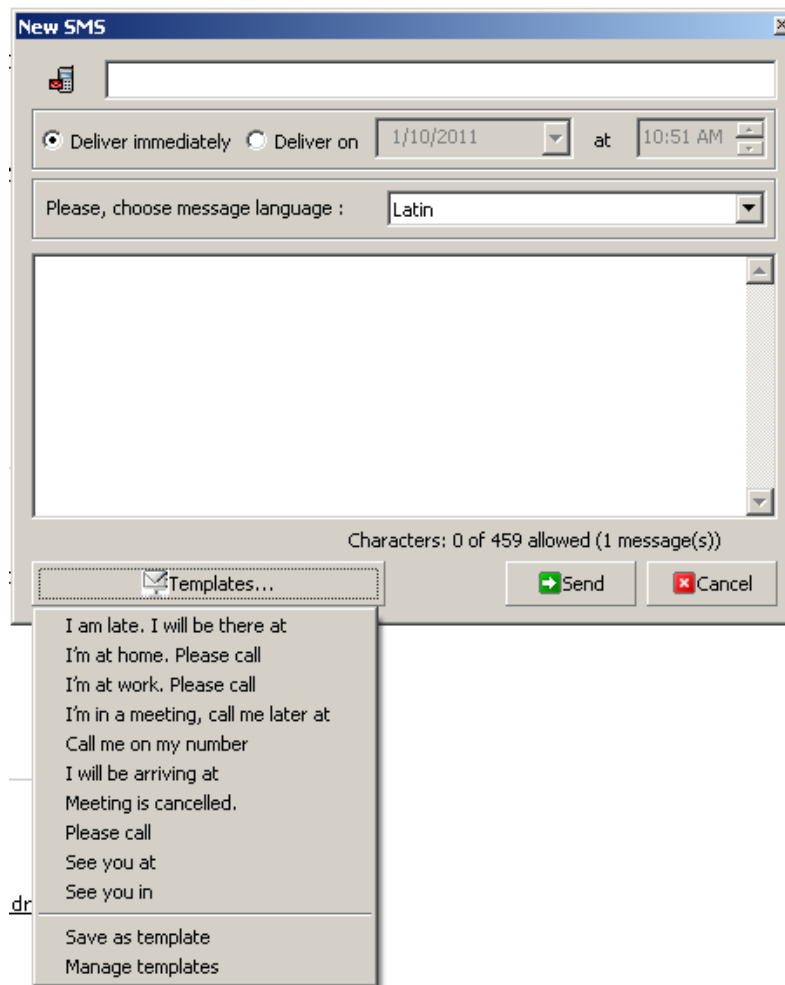 New SMS
Deliver immediately Deliver on 1/10/2011 at 10:51 AM
Please, choose message language : Latin
Characters: 0 of 459 allowed (1 message(s))
Templates... Send Cancel
I am late. I will be there at
I'm at home. Please call
I'm at work. Please call
I'm in a meeting, call me later at
Call me on my number
I will be arriving at
Meeting is cancelled.
Please call
See you at
See you in
dr
Save as template
Manage templates